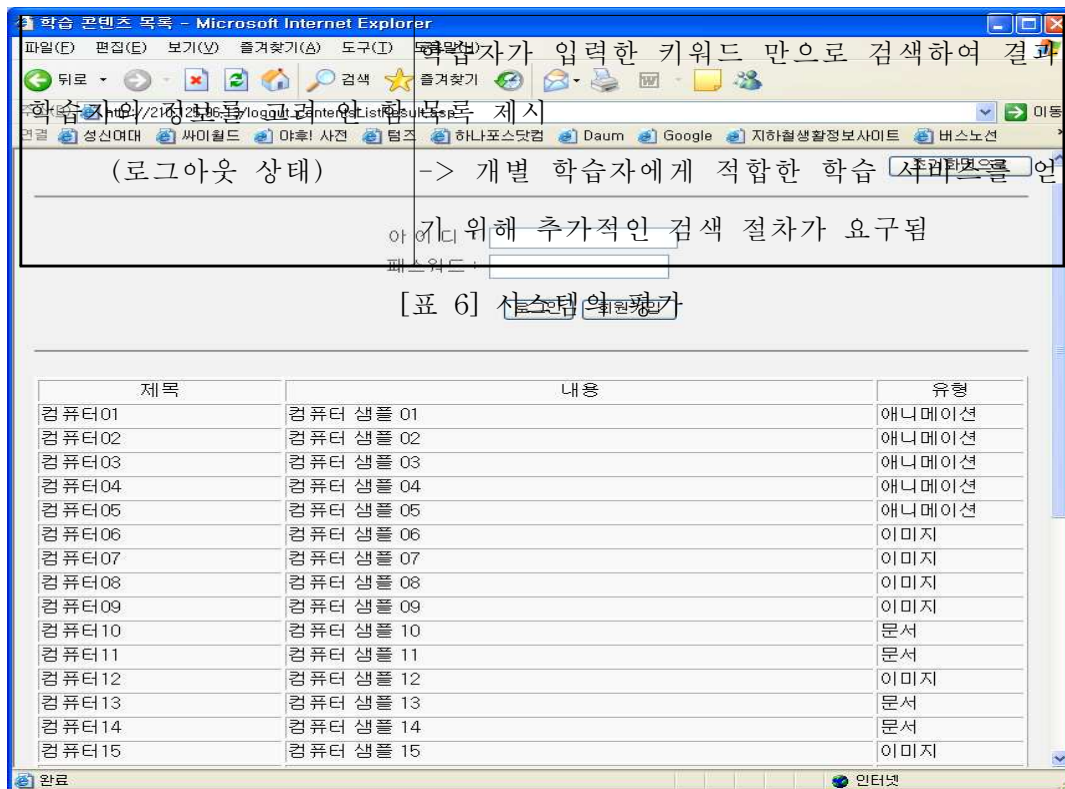 학습 콘텐츠 목록 - Microsoft Internet Explorer
파일(F) 편집(E) 보기(V) 즐겨찾기(A) 도구(T) 도움말(H)
학습자가 입력한 키워드 만으로 검색하여 결과
뒤로 검색 즐겨찾기
학습자의 정보를 고려 안 함 목록 제시
이동
연결 성신여대 싸이월드 야후! 사전 텀즈 하나포스닷컴 Daum Google 지하철생활정보사이트 버스노선
(로그아웃 상태) -> 개별 학습자에게 적합한 학습 서비스를 얻
초기화면으로
기 위해 추가적인 검색 절차가 요구됨
아이디 :
패스워드 :
[표 6] 시스템의 평가
로그인 회원가입
제목 내용 유형
컴퓨터01 컴퓨터 샘플 01 애니메이션
컴퓨터02 컴퓨터 샘플 02 애니메이션
컴퓨터03 컴퓨터 샘플 03 애니메이션
컴퓨터04 컴퓨터 샘플 04 애니메이션
컴퓨터05 컴퓨터 샘플 05 애니메이션
컴퓨터06 컴퓨터 샘플 06 이미지
컴퓨터07 컴퓨터 샘플 07 이미지
컴퓨터08 컴퓨터 샘플 08 이미지
컴퓨터09 컴퓨터 샘플 09 이미지
컴퓨터10 컴퓨터 샘플 10 문서
컴퓨터11 컴퓨터 샘플 11 문서
컴퓨터12 컴퓨터 샘플 12 이미지
컴퓨터13 컴퓨터 샘플 13 문서
컴퓨터14 컴퓨터 샘플 14 문서
컴퓨터15 컴퓨터 샘플 15 이미지
완료 인터넷